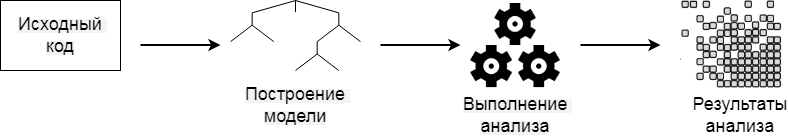 Исходный
код
Построение
модели
Выполнение
анализа
Результаты
анализа